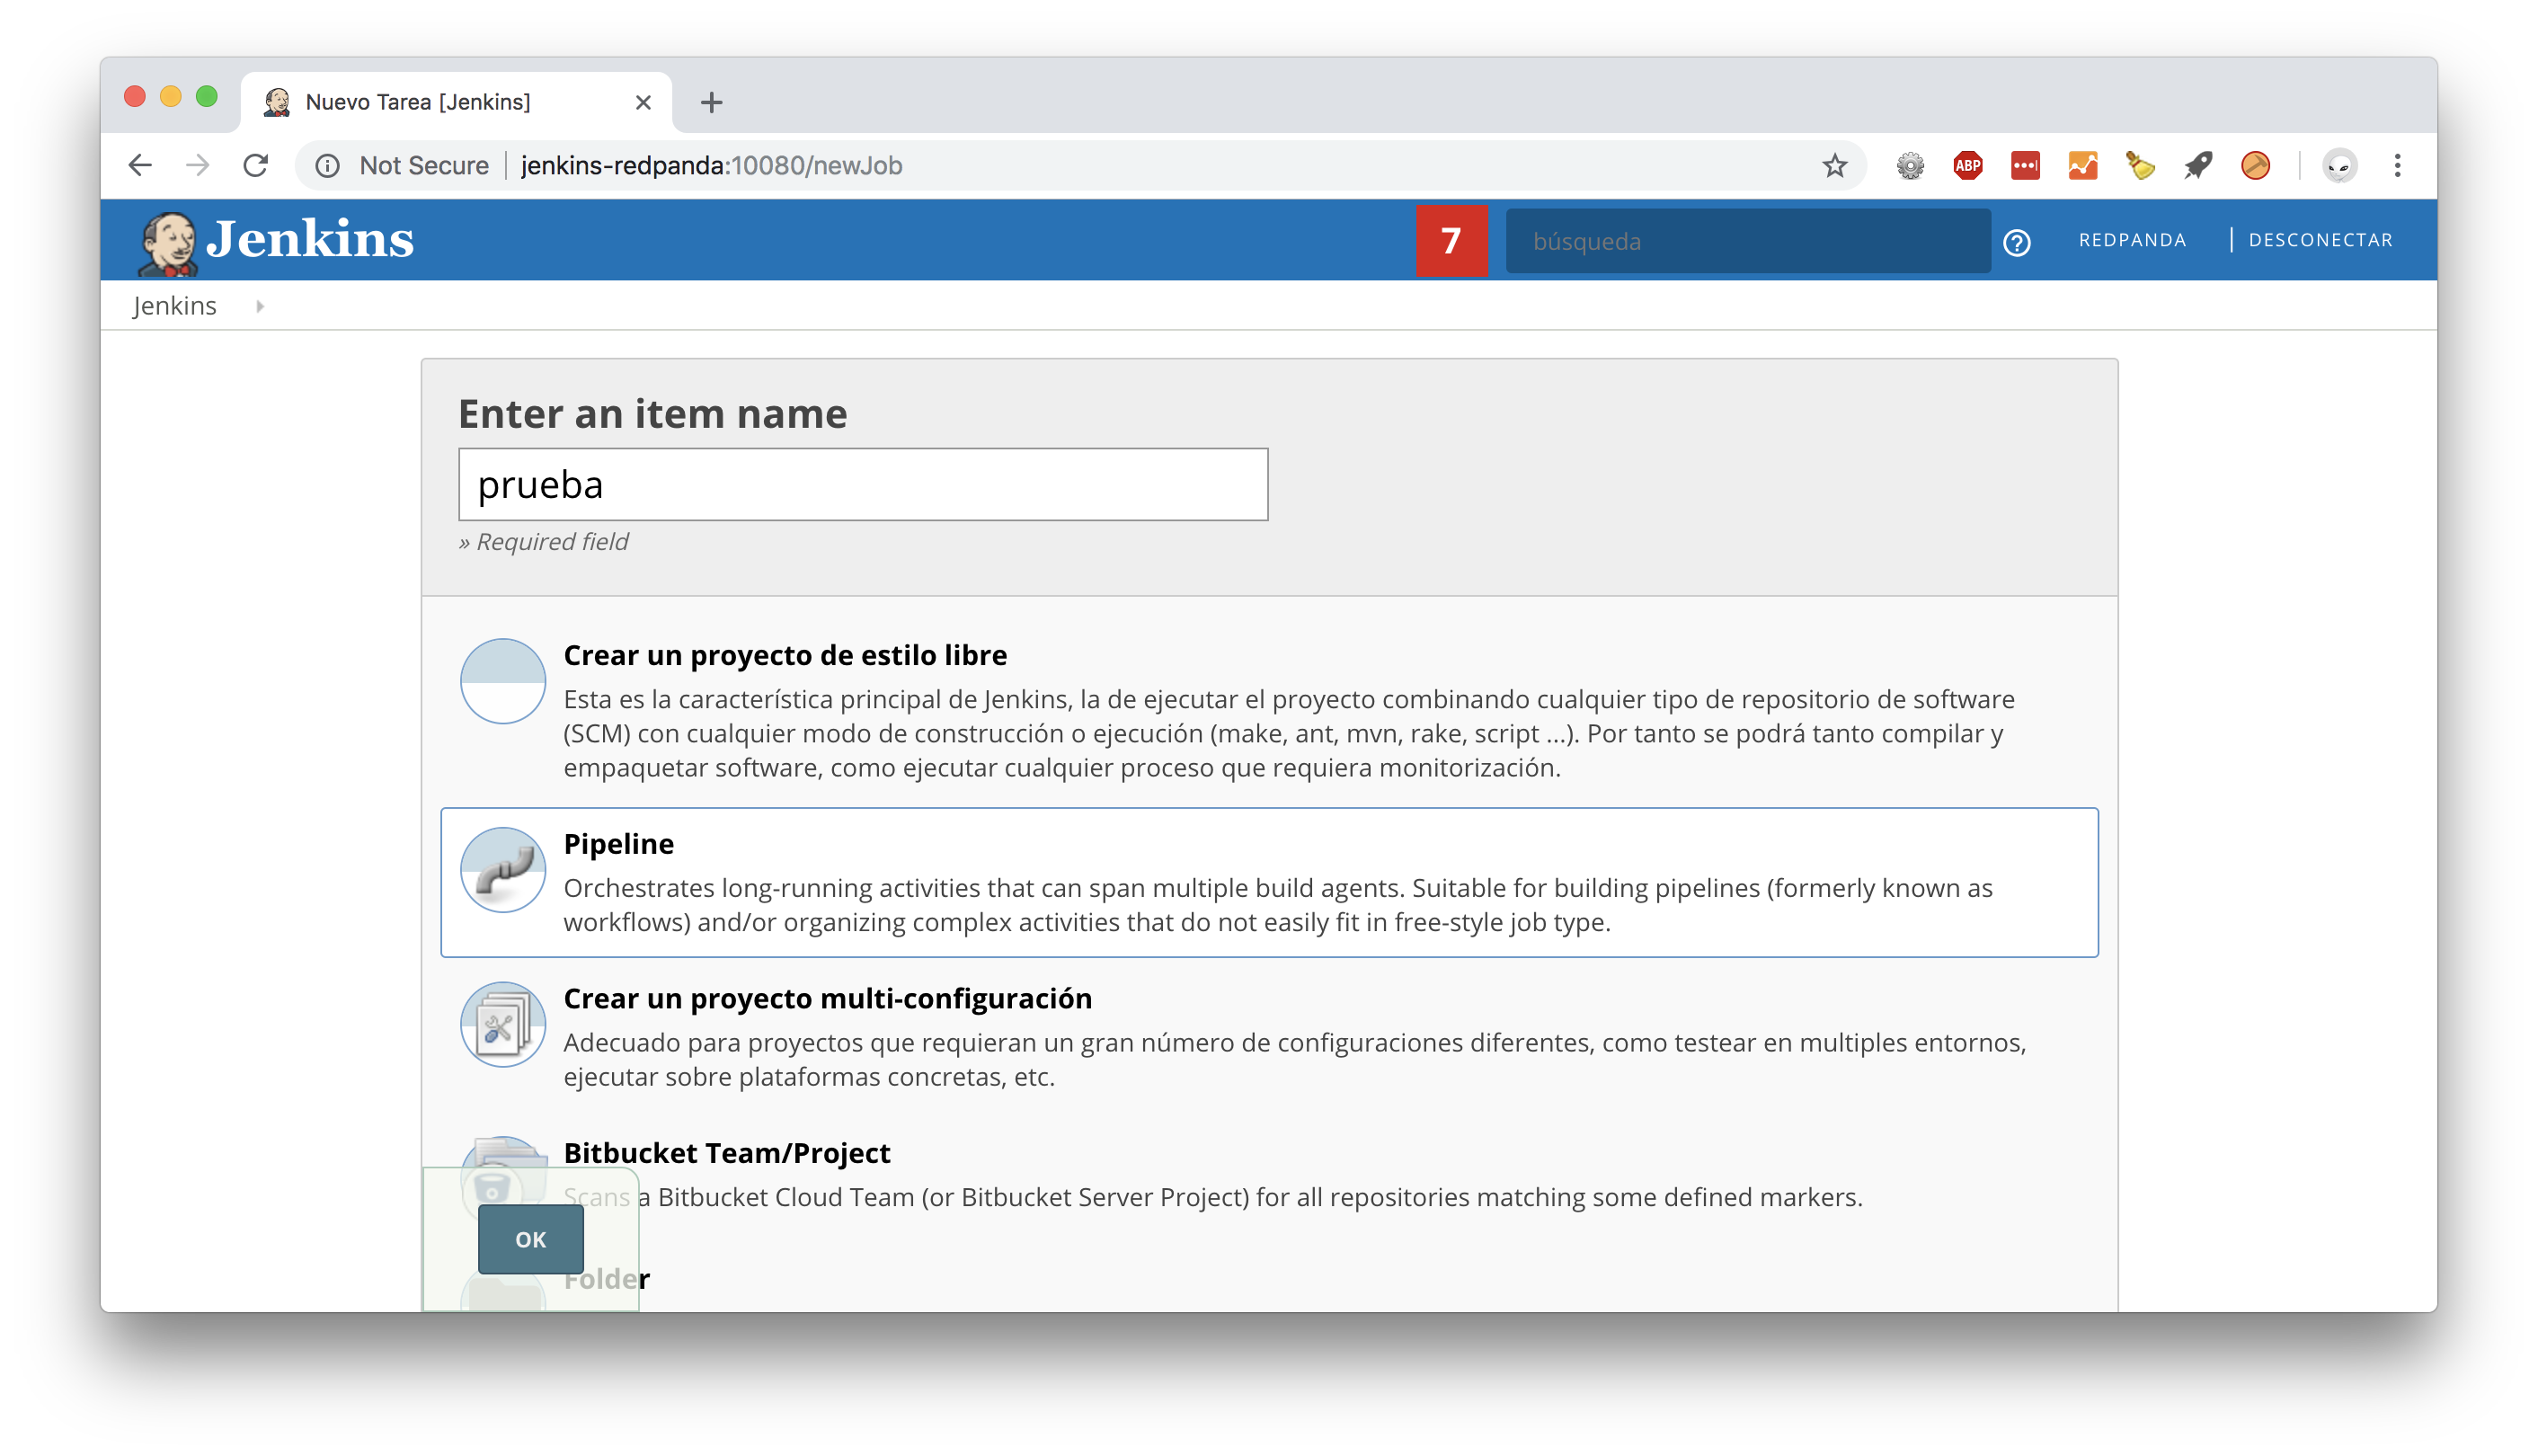 Nuevo Tarea [Jenkins]
Not Secure | jenkins-redpanda:10080/newJob
ABP
Jenkins
7
búsqueda
REDPANDA
| DESCONECTAR
Jenkins
Enter an item name
prueba
» Required field
Crear un proyecto de estilo libre
Esta es la característica principal de Jenkins, la de ejecutar el proyecto combinando cualquier tipo de repositorio de software
(SCM) con cualquier modo de construcción o ejecución (make, ant, mvn, rake, script ...). Por tanto se podrá tanto compilar y
empaquetar software, como ejecutar cualquier proceso que requiera monitorización.
Pipeline
Orchestrates long-running activities that can span multiple build agents. Suitable for building pipelines (formerly known as
workflows) and/or organizing complex activities that do not easily fit in free-style job type.
Crear un proyecto multi-configuración
Adecuado para proyectos que requieran un gran número de configuraciones diferentes, como testear en multiples entornos,
ejecutar sobre plataformas concretas, etc.
Bitbucket Team/Project
Scans a Bitbucket Cloud Team (or Bitbucket Server Project) for all repositories matching some defined markers.
OK
Folder